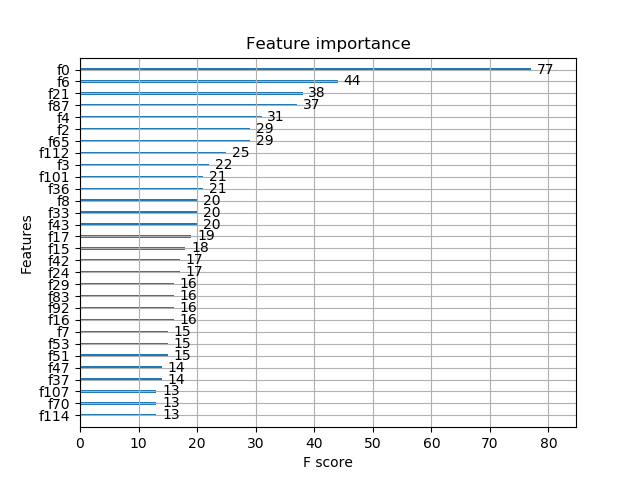 Feature importance
f0 77
f6 44
f21 38
f87 37
f4 31
f2 29
f65 29
f112 25
f3 22
f101 21
f36 21
f8 20
f33 20
f43 20
f17 19
f15 18
f42 17
f24 17
f29 16
f83 16
f92 16
f16 16
f7 15
f53 15
f51 15
f47 14
f37 14
f107 13
f70 13
f114 13
0 10 20 30 40 50 60 70 80
F score
Features